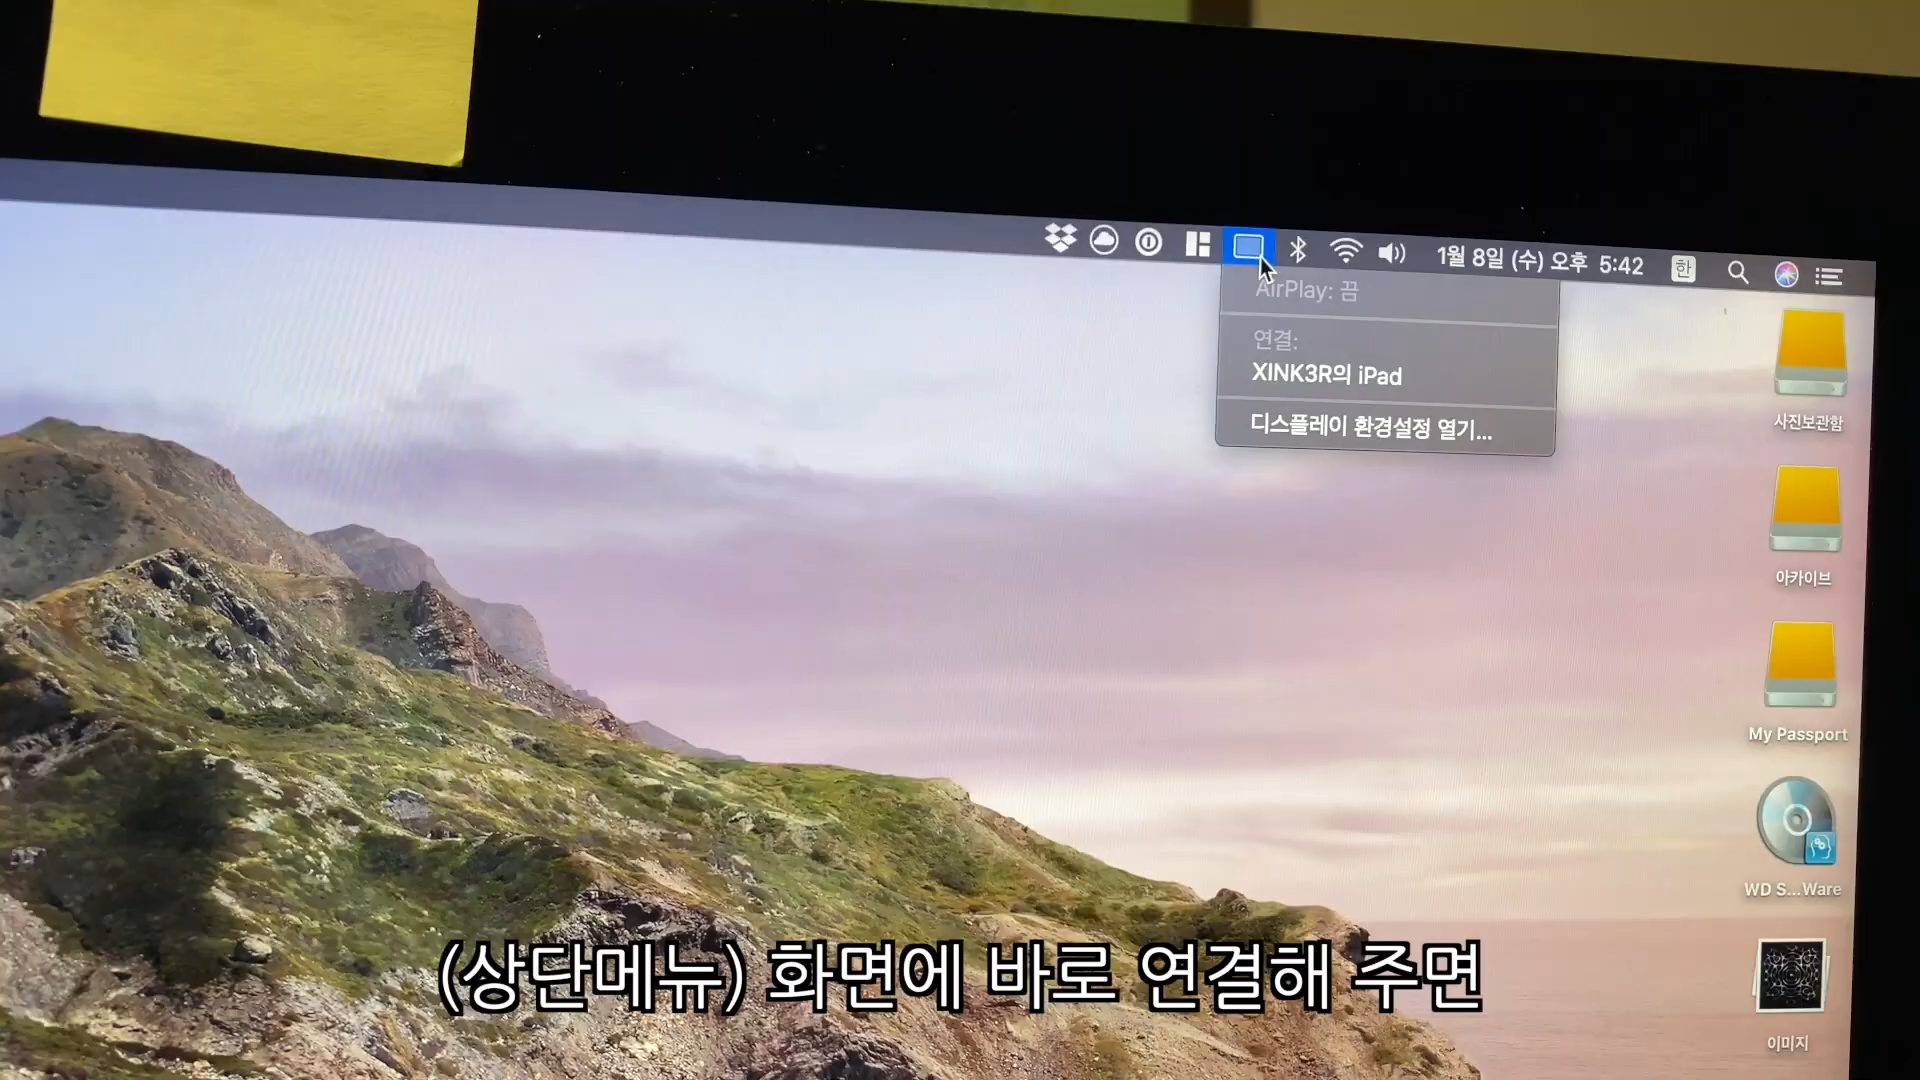 1월 8일 (수) 오후 5:42
한
AirPlay: 끔
연결:
XINK3R의 iPad
디스플레이 환경설정 열기...
사진보관함
아카이브
My Passport
WD S...Ware
이미지
(상단메뉴) 화면에 바로 연결해 주면